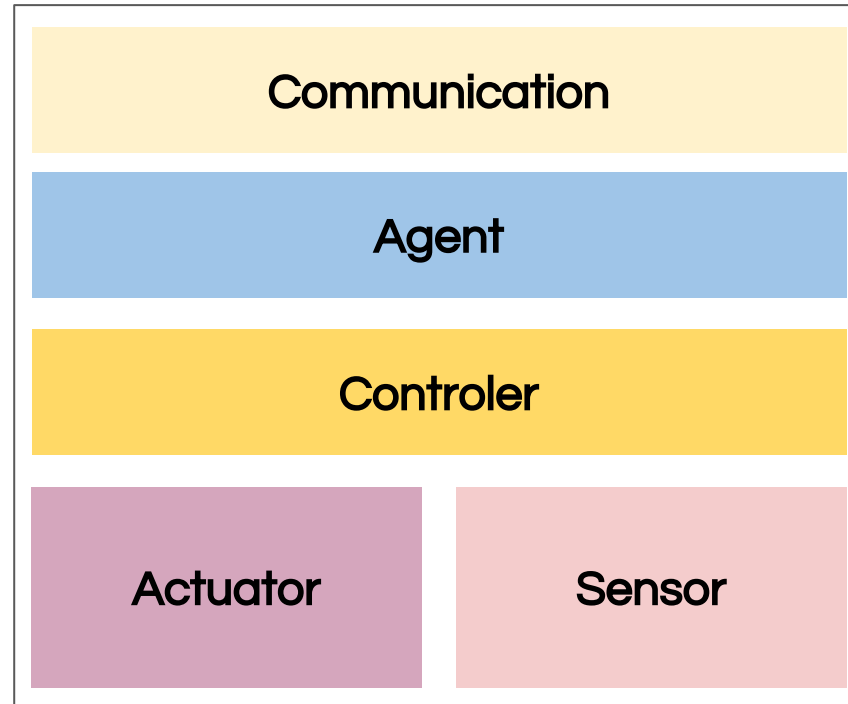 Communication
Agent
Controler
Actuator
Sensor